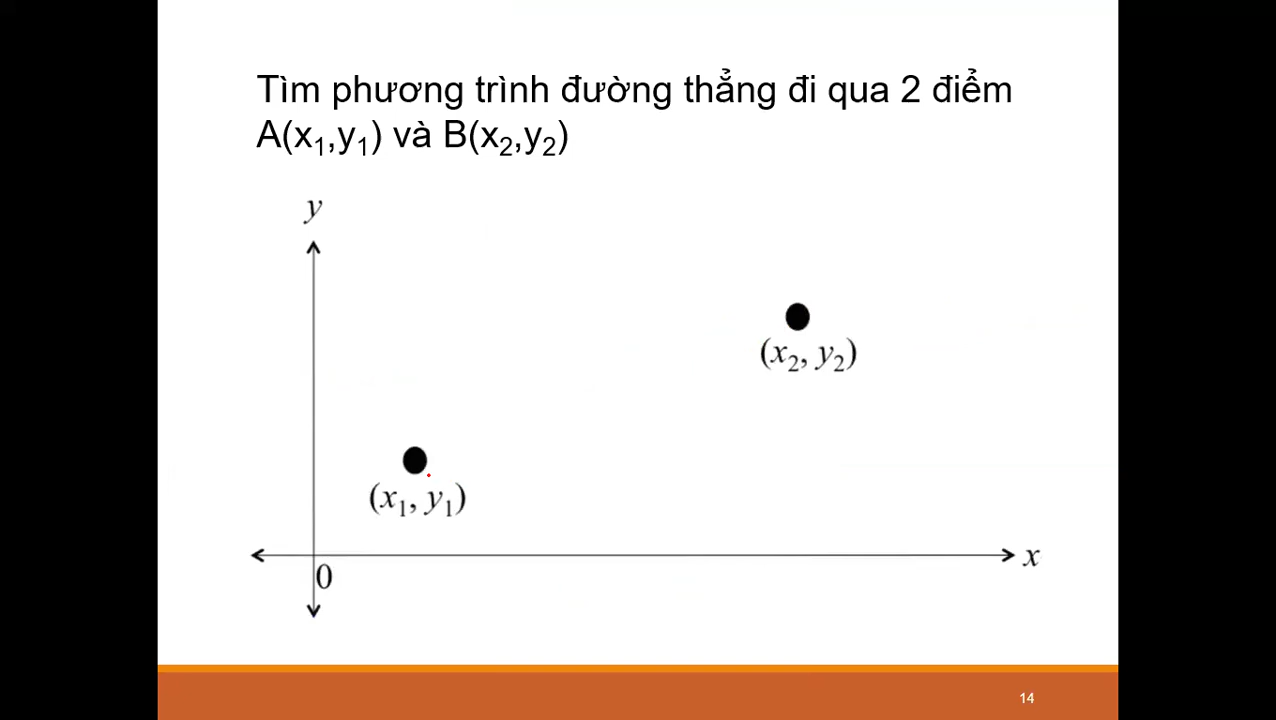 Tìm phương trình đường thẳng đi qua 2 điểm
A(x₁,y₁) và B(x₂,y₂)
y
(x₂, y₂)
(x₁, y₁)
x
0
14